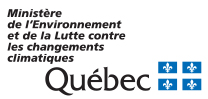 Ministère
de l'Environnement
et de la Lutte contre
les changements
climatiques
Québec